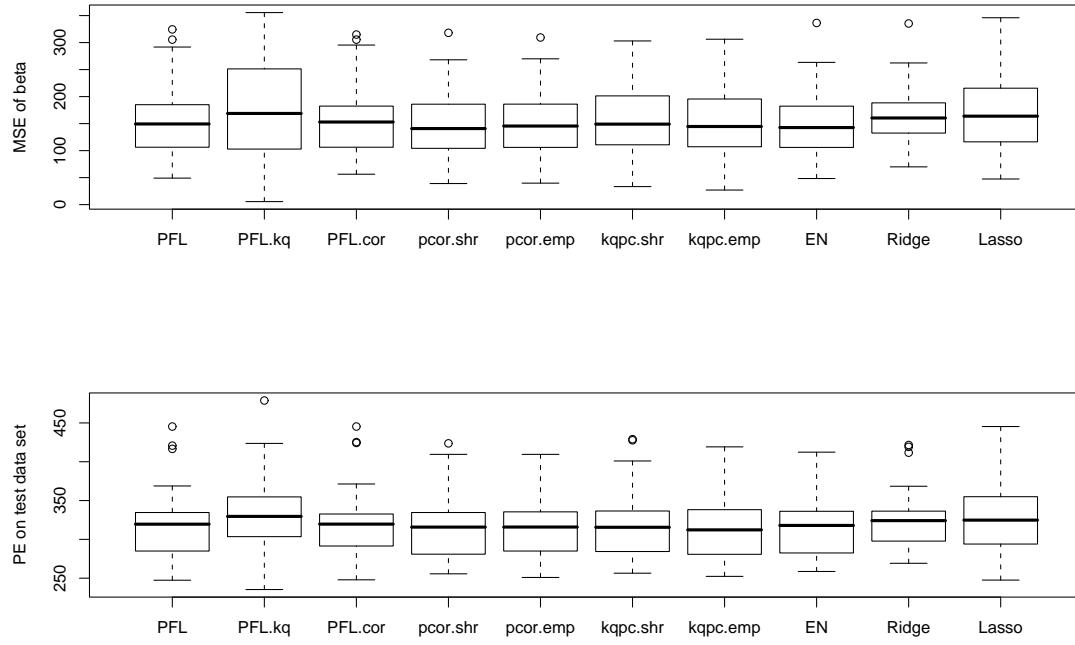 MSE of beta
300
200
100
0
PFL PFL.kq PFL.cor pcor.shr pcor.emp kqpc.shr kqpc.emp EN Ridge Lasso
PE on test data set
450
350
250
PFL PFL.kq PFL.cor pcor.shr pcor.emp kqpc.shr kqpc.emp EN Ridge Lasso